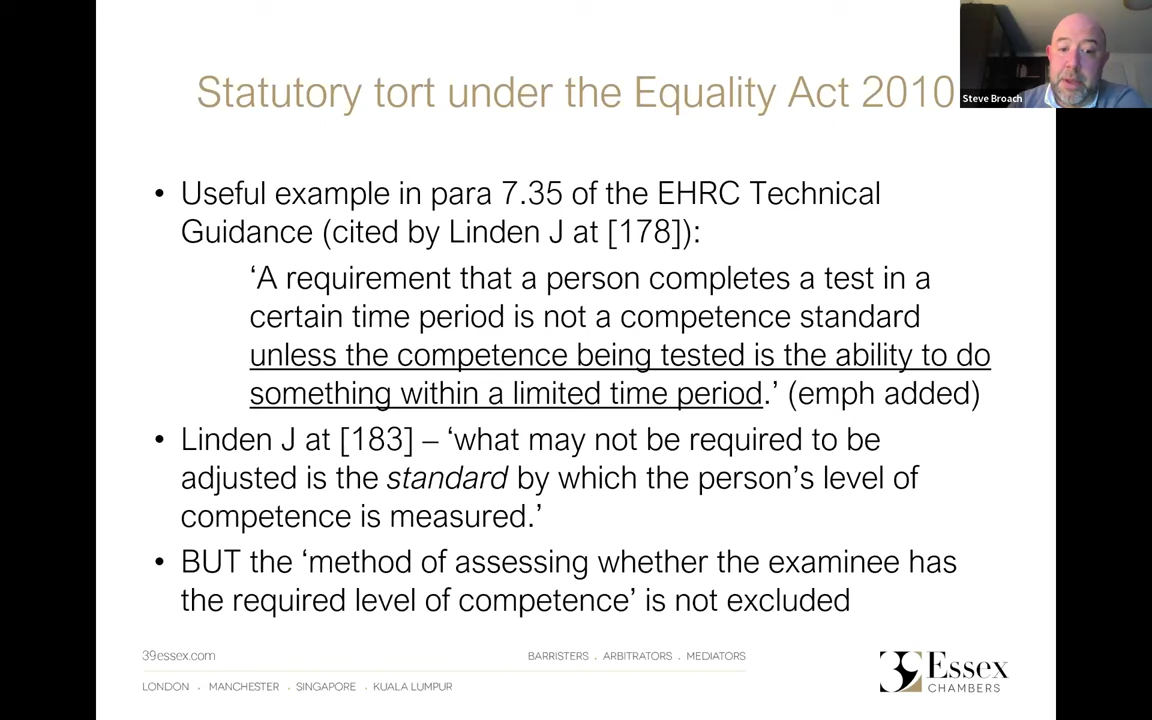 Statutory tort under the Equality Act 2010
Steve Broach
• Useful example in para 7.35 of the EHRC Technical
Guidance (cited by Linden J at [178]):
‘A requirement that a person completes a test in a
certain time period is not a competence standard
unless the competence being tested is the ability to do
something within a limited time period.’ (emph added)
• Linden J at [183] – ‘what may not be required to be
adjusted is the standard by which the person’s level of
competence is measured.’
• BUT the ‘method of assessing whether the examinee has
the required level of competence’ is not excluded
39essex.com
BARRISTERS . ARBITRATORS . MEDIATORS
LONDON • MANCHESTER • SINGAPORE • KUALA LUMPUR
39 Essex
CHAMBERS